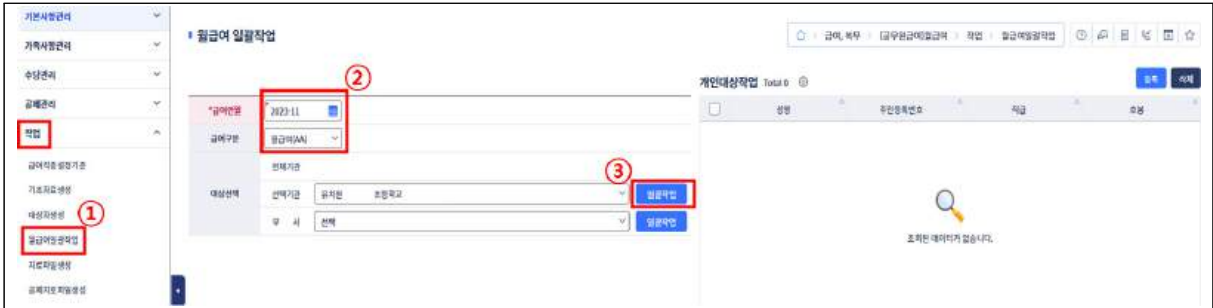 기본사항관리
가족사항관리
수당관리
공제관리
작업
급여직종설정기준
기초자료생성
대상자생성
①
월급여일괄작업
지로파일생성
공제지로파일생성
월급여 일괄작업
급여, 복무 > [공무원급여]월급여 > 작업 > 월급여일괄작업
②
*급여연월
2023-11
급여구분
월급여(AA)
대상선택
전체기관
선택기관
유치원 초등학교
③
일괄작업
부 서
선택
일괄작업
개인대상작업 Total 0
등록
삭제
성명
주민등록번호
직급
호봉
조회된 데이터가 없습니다.